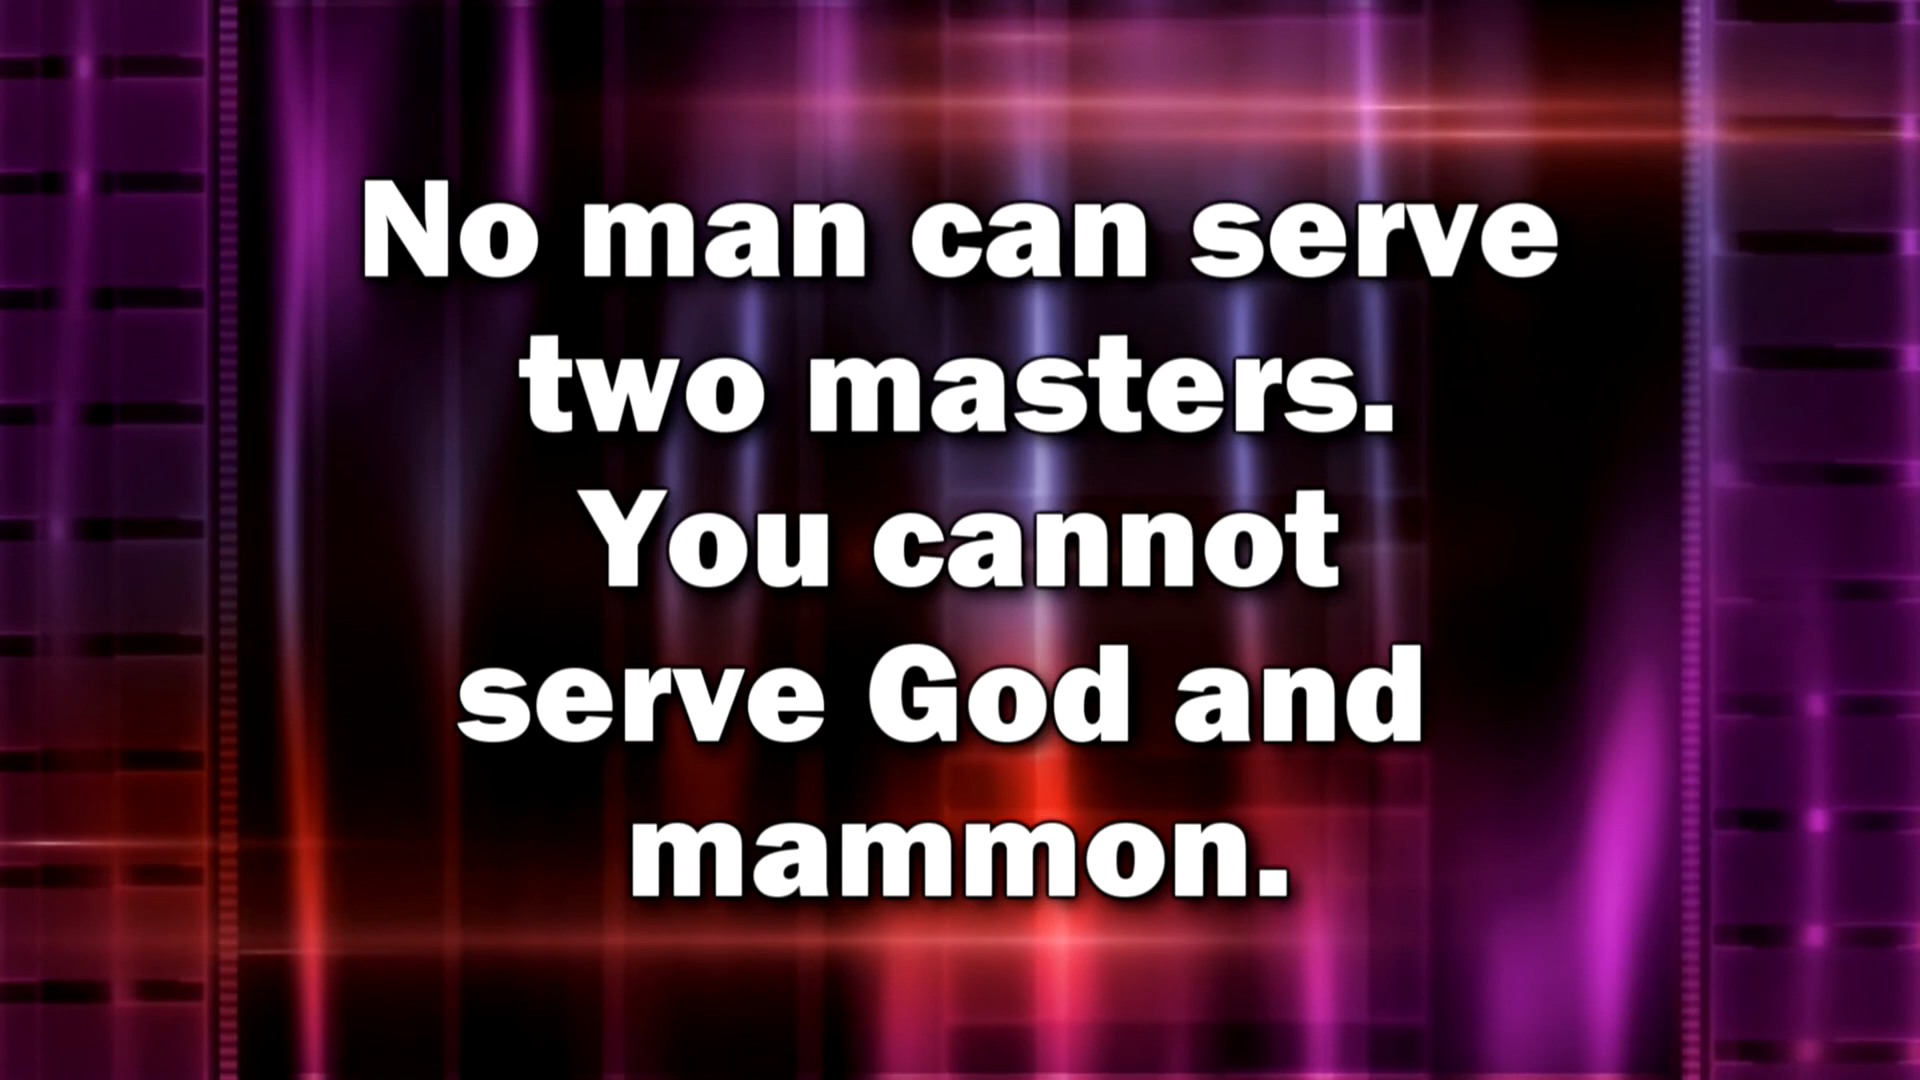 No man can serve
two masters.
You cannot
serve God and
mammon.